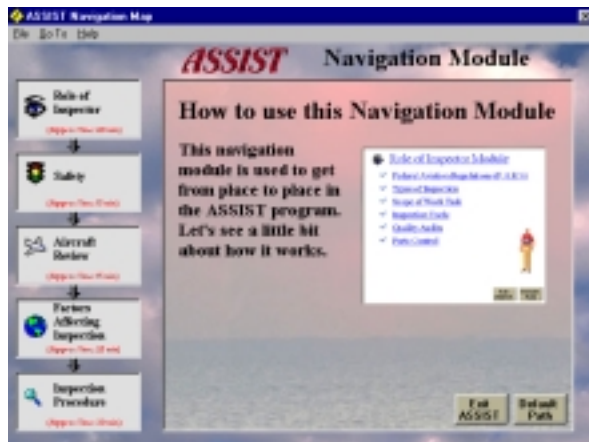 ASSIST Navigation Map
File GoTo Help
ASSIST Navigation Module
Role of
Inspector
Safety
Aircraft
Review
Factors
Affecting
Inspection
Inspection
Procedure
How to use this Navigation Module
This navigation
module is used to get
from place to place in
the ASSIST program.
Let's see a little bit
about how it works.
Role of Inspector Module
Types of Inspection
Scope of Work Task
Inspection Tools
Quality Audits
Parts Control
Exit
ASSIST
Default
Path